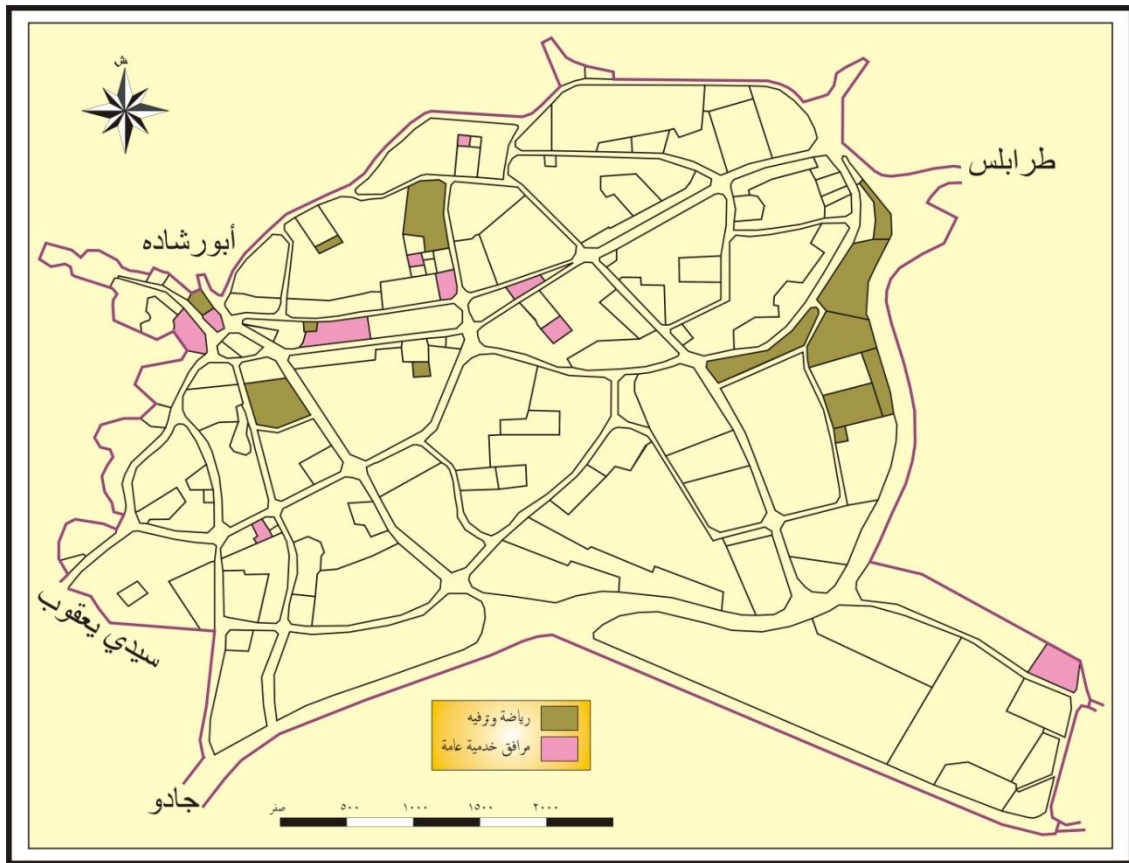 ش
طرابلس
أبورشاده
سيدي يعقوب
رياضة وترفيه
مرافق خدمية عامة
جادو
صفر ٥٠٠ ١٠٠٠ ١٥٠٠ ٢٠٠٠